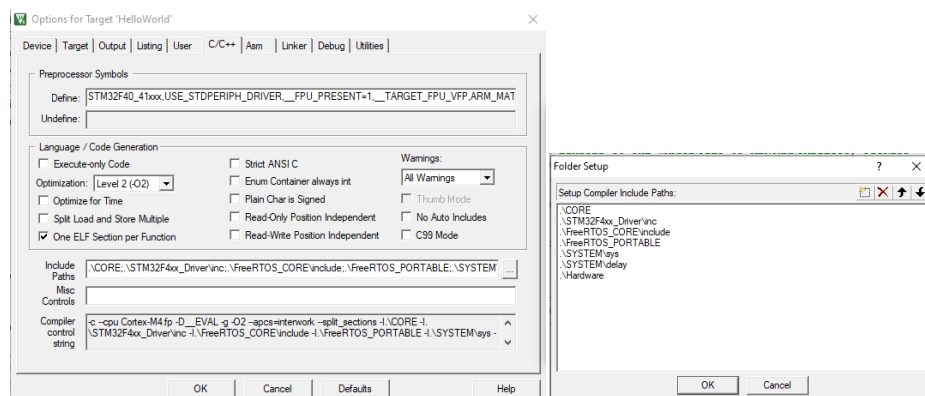 Options for Target 'HelloWorld'
Device | Target | Output | Listing | User | C/C++ | Asm | Linker | Debug | Utilities
Preprocessor Symbols
Define: STM32F40_41xxx,USE_STDPERIPH_DRIVER,__FPU_PRESENT=1,__TARGET_FPU_VFP,ARM_MAT
Undefine:
Language / Code Generation
Execute-only Code
Optimization: Level 2 (-O2)
Optimize for Time
Split Load and Store Multiple
One ELF Section per Function
Strict ANSI C
Enum Container always int
Plain Char is Signed
Read-Only Position Independent
Read-Write Position Independent
Warnings:
All Warnings
Thumb Mode
No Auto Includes
C99 Mode
Include Paths
.\CORE;.\STM32F4xx_Driver\inc;.\FreeRTOS_CORE\include;.\FreeRTOS_PORTABLE;.\SYSTEM\
...
Misc Controls
Compiler control string
-c --cpu Cortex-M4.fp -D__EVAL -g -O2 --apcs=interwork --split_sections -I.\CORE -I.
\STM32F4xx_Driver\inc -I.\FreeRTOS_CORE\include -I.\FreeRTOS_PORTABLE -I.\SYSTEM\sys -
OK
Cancel
Defaults
Help
Folder Setup
?
Setup Compiler Include Paths:
.\CORE
.\STM32F4xx_Driver\inc
.\FreeRTOS_CORE\include
.\FreeRTOS_PORTABLE
.\SYSTEM\sys
.\SYSTEM\delay
.\Hardware
OK
Cancel